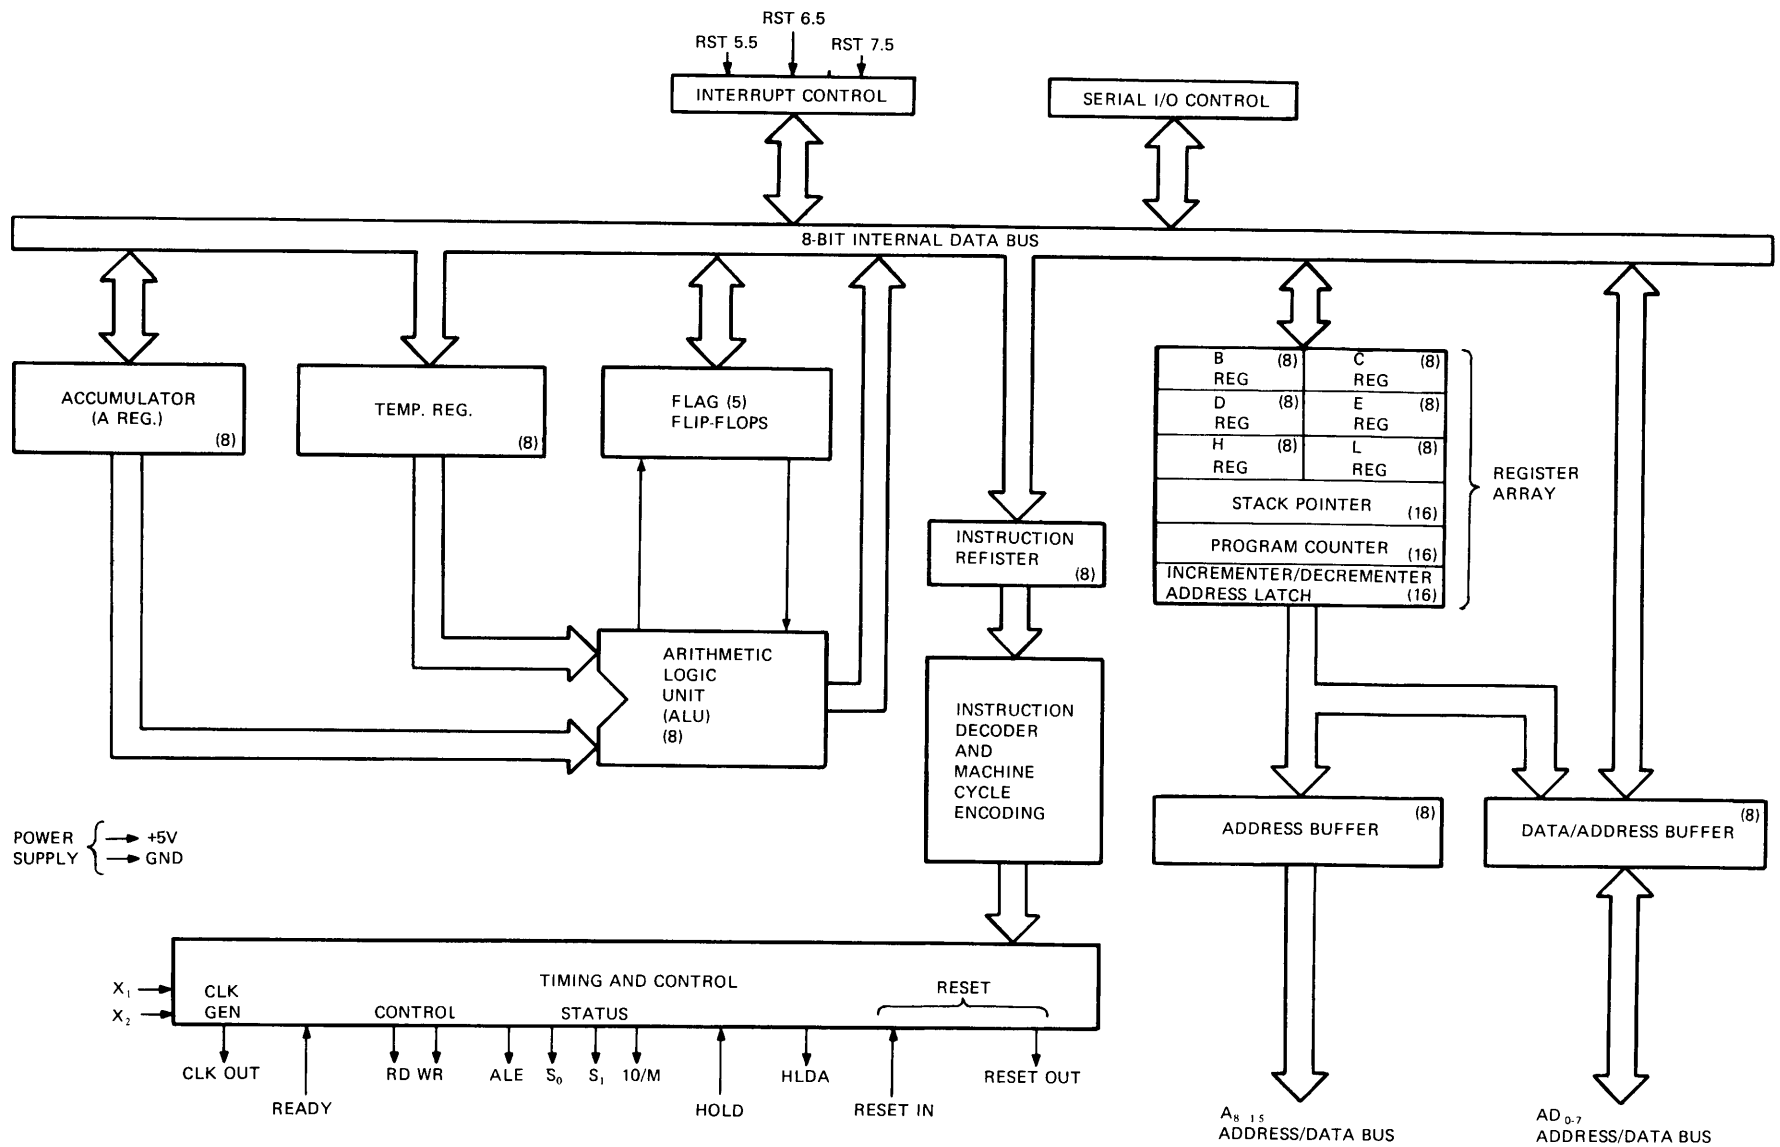 RST 6.5
RST 5.5
RST 7.5
INTERRUPT CONTROL
SERIAL I/O CONTROL
8-BIT INTERNAL DATA BUS
ACCUMULATOR
(A REG.)
(8)
TEMP. REG.
(8)
FLAG (5)
FLIP-FLOPS
B (8)
REG
C (8)
REG
D (8)
REG
E (8)
REG
H (8)
REG
L (8)
REG
STACK POINTER
(16)
PROGRAM COUNTER
(16)
INCREMENTER/DECREMENTER
ADDRESS LATCH (16)
REGISTER
ARRAY
INSTRUCTION
REFISTER
(8)
ARITHMETIC
LOGIC
UNIT
(ALU)
(8)
INSTRUCTION
DECODER
AND
MACHINE
CYCLE
ENCODING
POWER
SUPPLY
+5V
GND
ADDRESS BUFFER
(8)
DATA/ADDRESS BUFFER
(8)
TIMING AND CONTROL
X₁
X₂
CLK
GEN
CONTROL
STATUS
RESET
CLK OUT
READY
RD WR
ALE
S₀
S₁
10/M
HOLD
HLDA
RESET IN
RESET OUT
A₈ ₁₅
ADDRESS/DATA BUS
AD₀₋₇
ADDRESS/DATA BUS